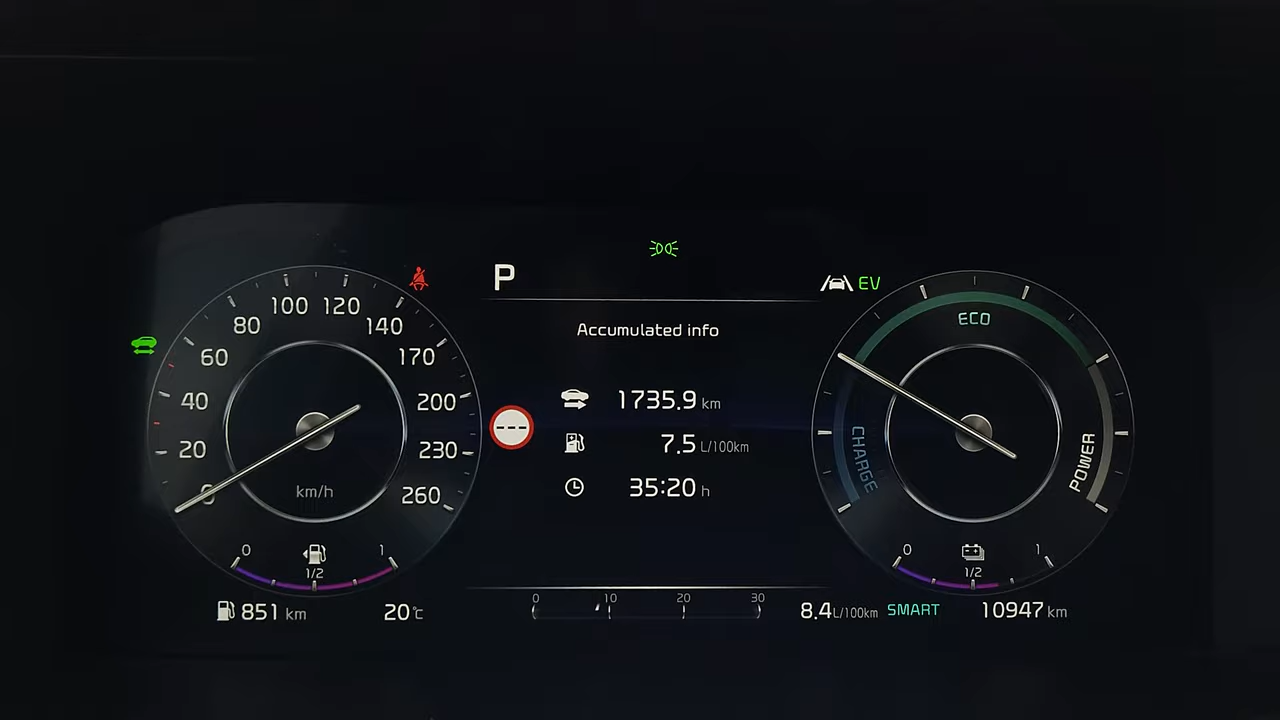 P
EV
100 120
80
140
60
170
40
200
20
230
0
260
km/h
Accumulated info
1735.9 km
7.5 L/100km
35:20 h
ECO
CHARGE
POWER
0 1/2 1
851 km
20°C
0 10 20 30
8.4 L/100km
SMART
0 1/2 1
10947 km